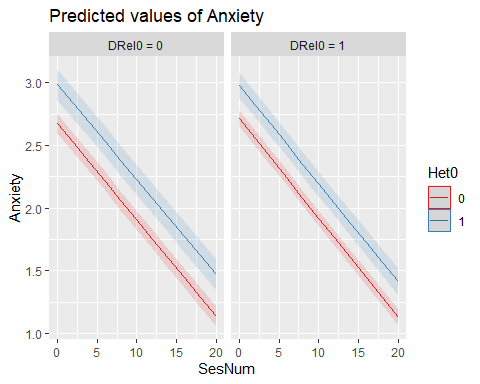 Predicted values of Anxiety
DRel0 = 0
DRel0 = 1
3.0
2.5
2.0
1.5
1.0
Anxiety
0 5 10 15 20
0 5 10 15 20
SesNum
Het0
0
1